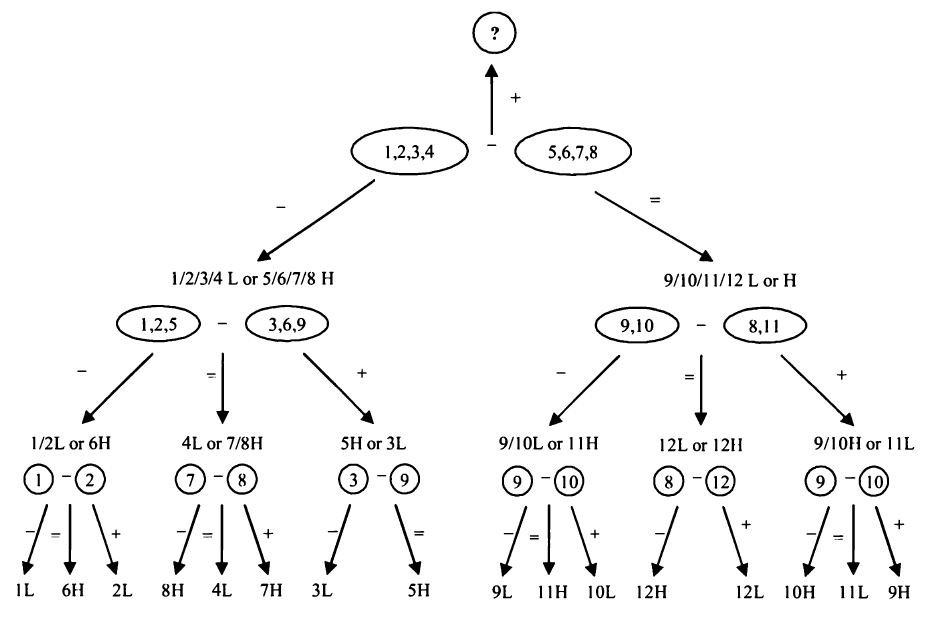 ?
+
1,2,3,4 – 5,6,7,8
– =
1/2/3/4 L or 5/6/7/8 H 9/10/11/12 L or H
1,2,5 – 3,6,9 9,10 – 8,11
– = + – = +
1/2L or 6H 4L or 7/8H 5H or 3L 9/10L or 11H 12L or 12H 9/10H or 11L
1 – 2 7 – 8 3 – 9 9 – 10 8 – 12 9 – 10
– = + – = + – = – = + – + – = +
1L 6H 2L 8H 4L 7H 3L 5H 9L 11H 10L 12H 12L 10H 11L 9H